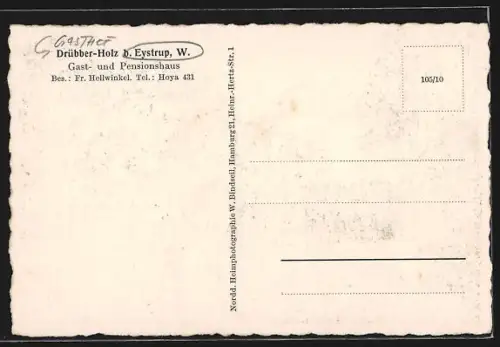 G GASTHOF
Drübber-Holz b. Eystrup, W.
Gast- und Pensionshaus
Bes.: Fr. Hellwinkel. Tel.: Hoya 431
Nordd. Heimphotographie W. Bindseil, Hamburg 21, Heinr.-Hertz-Str. 1
105/10